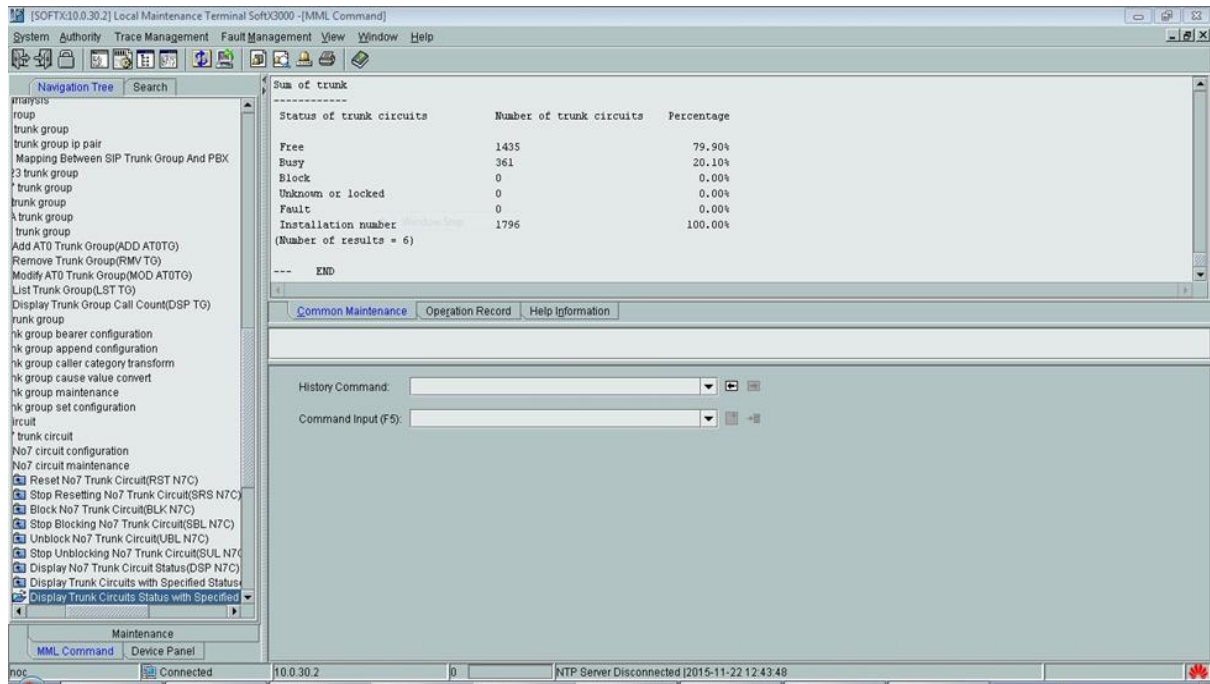 [SOFTX:10.0.30.2] Local Maintenance Terminal SoftX3000 -[MML Command]
System Authority Trace Management Fault Management View Window Help
Navigation Tree Search
nalysis
roup
trunk group
trunk group ip pair
Mapping Between SIP Trunk Group And PBX
23 trunk group
trunk group
trunk group
trunk group
trunk group
Add AT0 Trunk Group(ADD AT0TG)
Remove Trunk Group(RMV TG)
Modify AT0 Trunk Group(MOD AT0TG)
List Trunk Group(LST TG)
Display Trunk Group Call Count(DSP TG)
runk group
nk group bearer configuration
nk group append configuration
nk group caller category transform
nk group cause value convert
nk group maintenance
nk group set configuration
ircuit
trunk circuit
No7 circuit configuration
No7 circuit maintenance
Reset No7 Trunk Circuit(RST N7C)
Stop Resetting No7 Trunk Circuit(SRS N7C)
Block No7 Trunk Circuit(BLK N7C)
Stop Blocking No7 Trunk Circuit(SBL N7C)
Unblock No7 Trunk Circuit(UBL N7C)
Stop Unblocking No7 Trunk Circuit(SUL N7C
Display No7 Trunk Circuit Status(DSP N7C)
Display Trunk Circuits with Specified Status(
Display Trunk Circuits Status with Specified
Maintenance
MML Command Device Panel
Sum of trunk
------------
Status of trunk circuits Number of trunk circuits Percentage
Free 1435 79.90%
Busy 361 20.10%
Block 0 0.00%
Unknown or locked 0 0.00%
Fault 0 0.00%
Installation number 1796 100.00%
(Number of results = 6)
--- END
Common Maintenance Operation Record Help Information
History Command:
Command Input (F5):
noc Connected 10.0.30.2 0 NTP Server Disconnected |2015-11-22 12:43:48